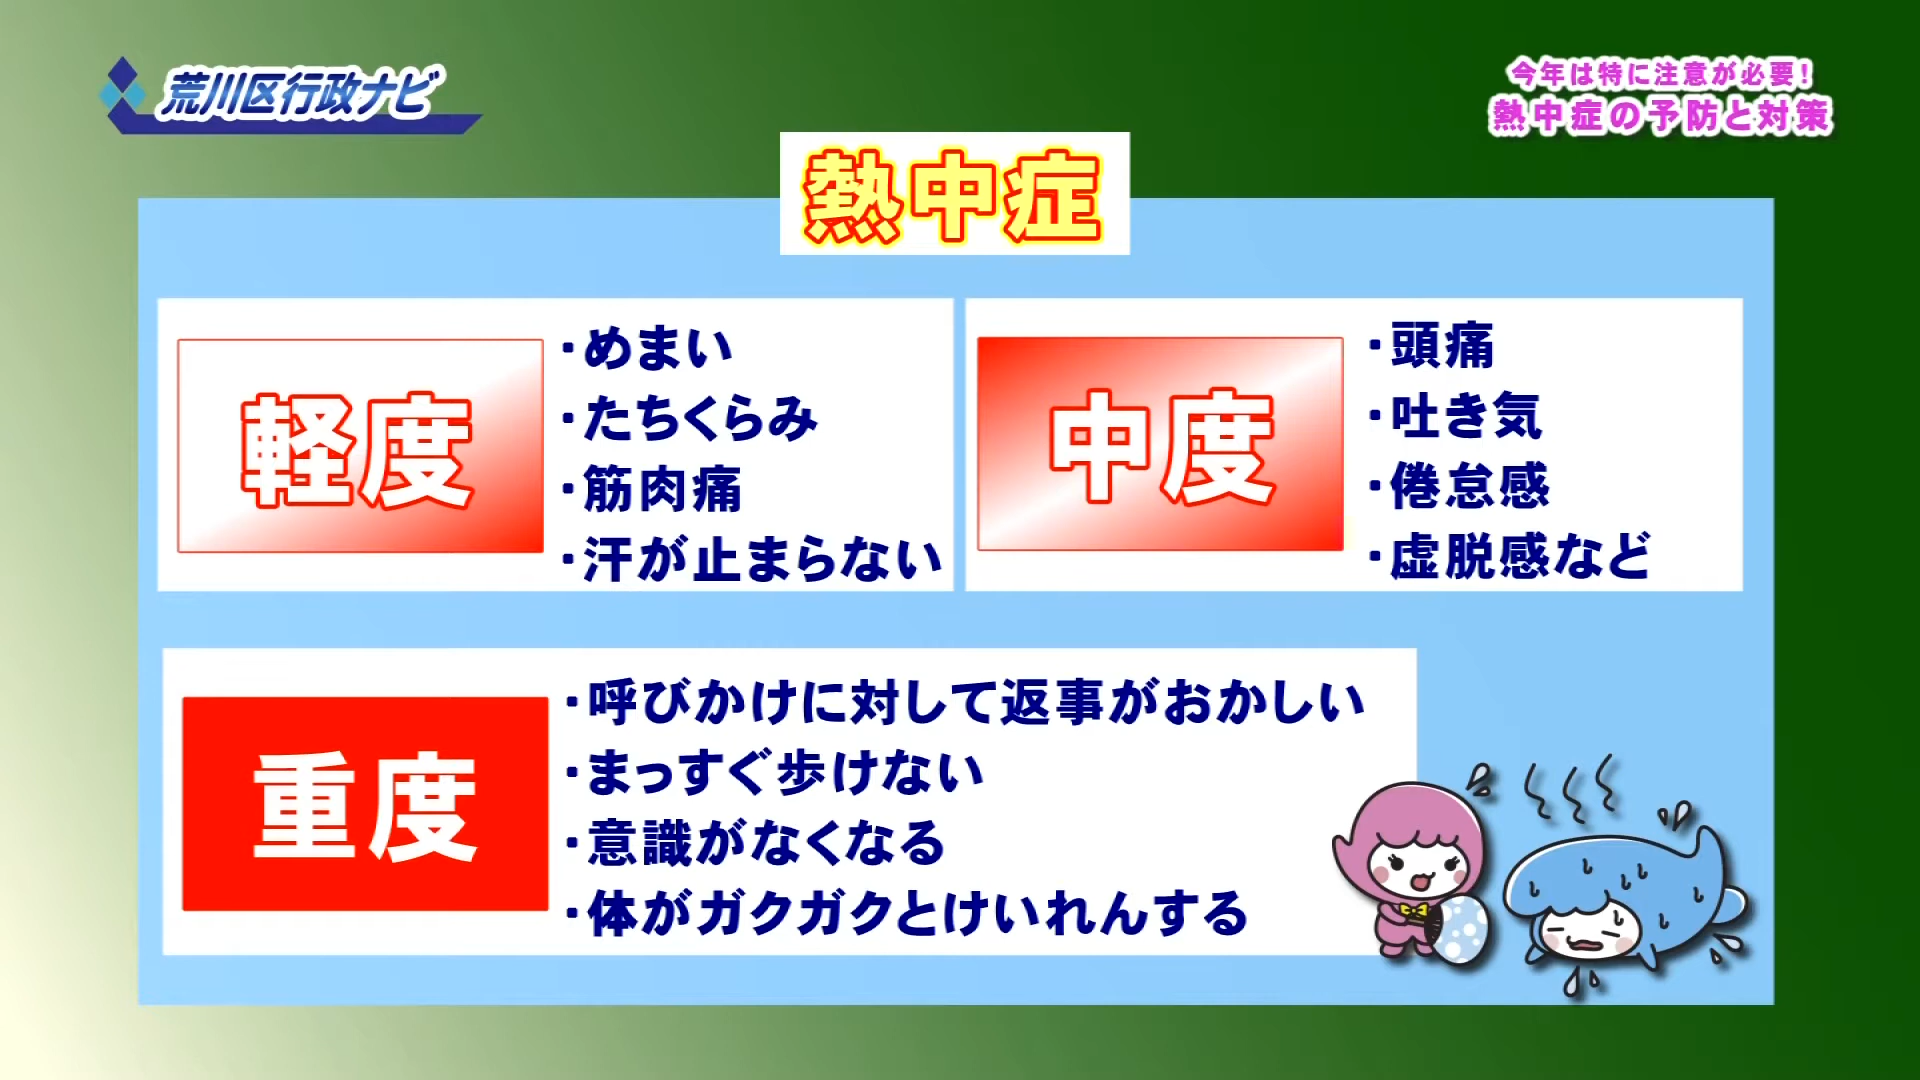 荒川区行政ナビ
今年は特に注意が必要！
熱中症の予防と対策
熱中症
軽度
・めまい
・たちくらみ
・筋肉痛
・汗が止まらない
中度
・頭痛
・吐き気
・倦怠感
・虚脱感など
重度
・呼びかけに対して返事がおかしい
・まっすぐ歩けない
・意識がなくなる
・体がガクガクとけいれんする